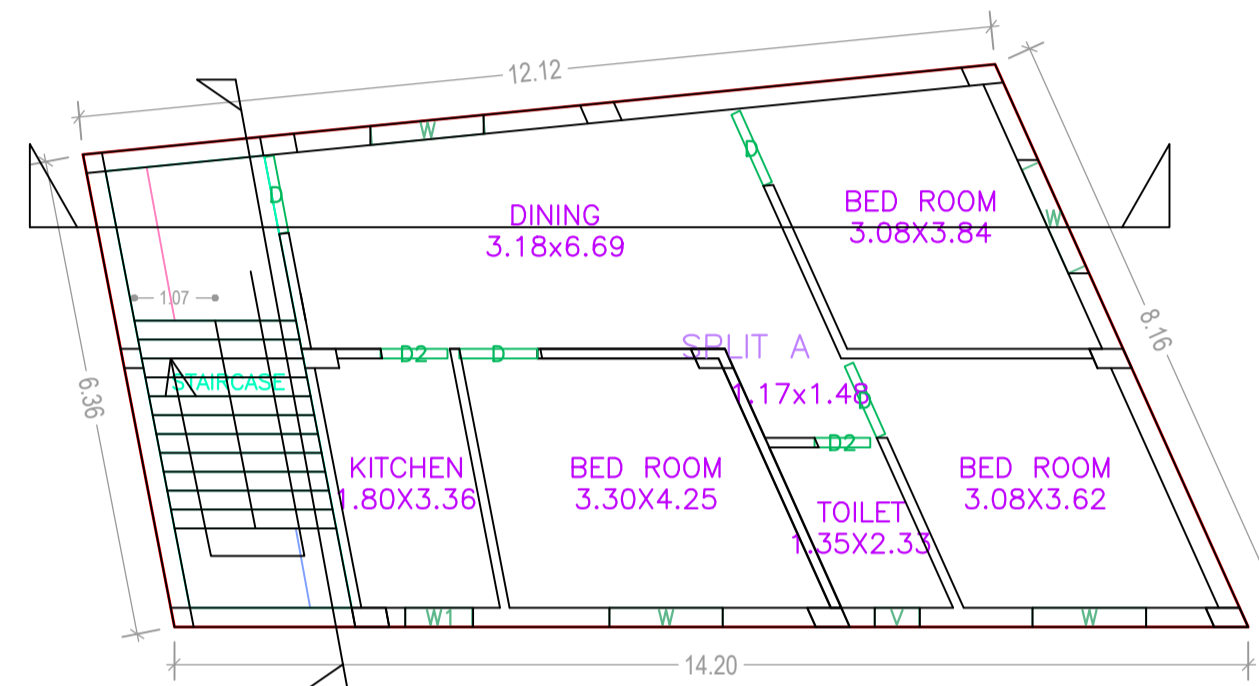 12.12
W
D
D
DINING
3.18x6.69
BED ROOM
3.08X3.84
W
1.07
8.16
6.36
D2
D
SPLIT A
STAIRCASE
1.17x1.48
D
D2
KITCHEN
1.80X3.36
BED ROOM
3.30X4.25
BED ROOM
3.08X3.62
TOILET
1.35X2.33
W1
W
V
W
14.20